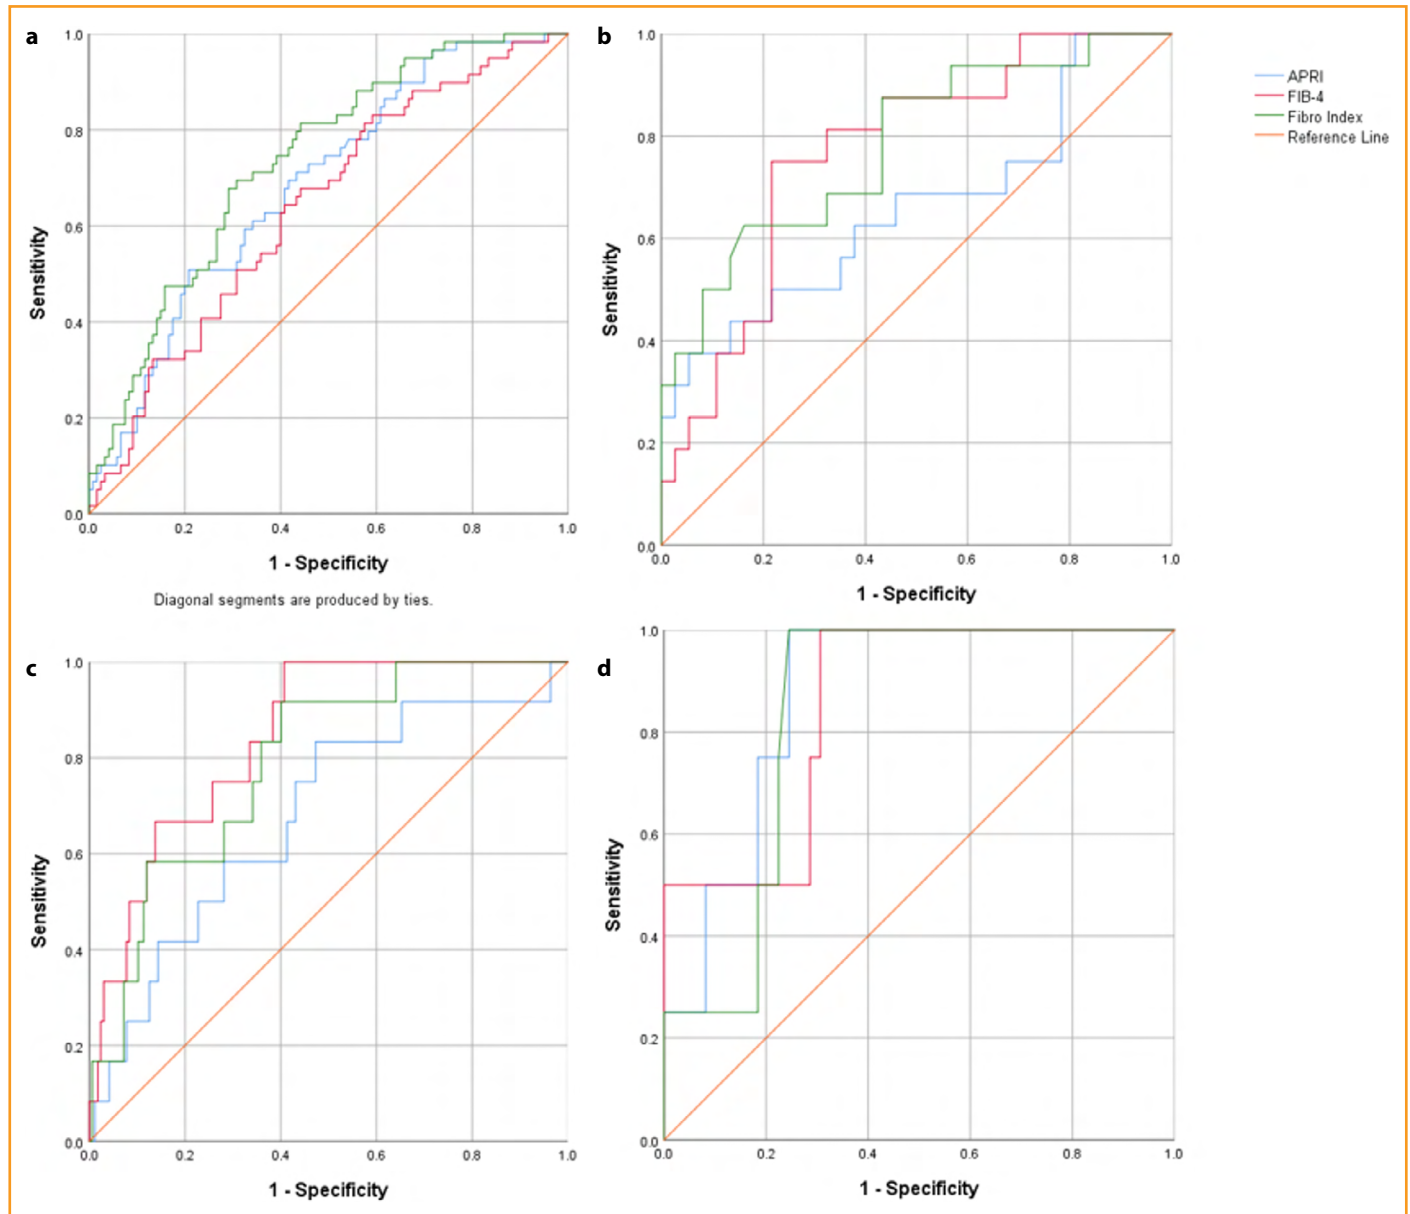 a
1.0
0.8
0.6
0.4
0.2
0.0
Sensitivity
0.0 0.2 0.4 0.6 0.8 1.0
1 - Specificity
Diagonal segments are produced by ties.
b
1.0
0.8
0.6
0.4
0.2
0.0
Sensitivity
0.0 0.2 0.4 0.6 0.8 1.0
1 - Specificity
APRI
FIB-4
Fibro Index
Reference Line
c
1.0
0.8
0.6
0.4
0.2
0.0
Sensitivity
0.0 0.2 0.4 0.6 0.8 1.0
1 - Specificity
d
1.0
0.8
0.6
0.4
0.2
0.0
Sensitivity
0.0 0.2 0.4 0.6 0.8 1.0
1 - Specificity